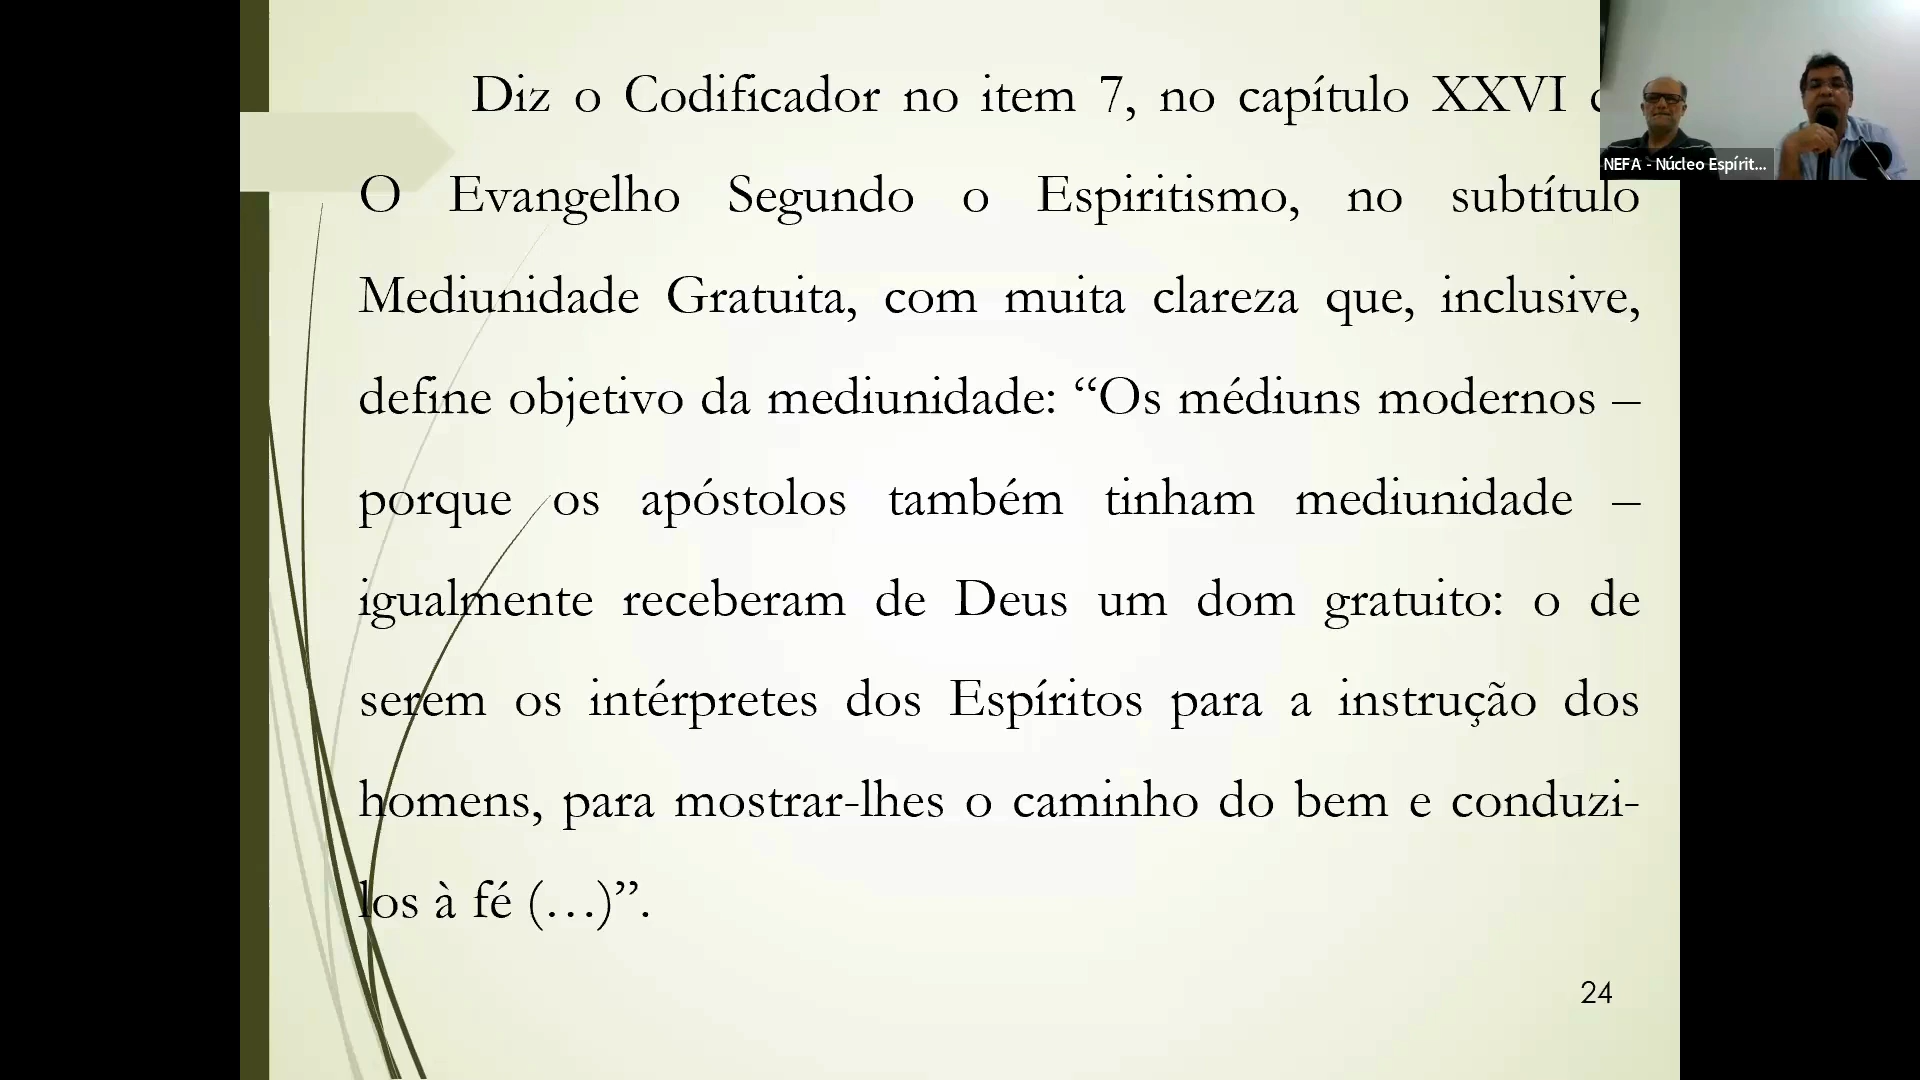 Diz o Codificador no item 7, no capítulo XXVI
O Evangelho Segundo o Espiritismo, no subtítulo
Mediunidade Gratuita, com muita clareza que, inclusive,
define objetivo da mediunidade: “Os médiuns modernos –
porque os apóstolos também tinham mediunidade –
igualmente receberam de Deus um dom gratuito: o de
serem os intérpretes dos Espíritos para a instrução dos
homens, para mostrar-lhes o caminho do bem e conduzi-
los à fé (…)”.
24
NEFA - Núcleo Espírit...